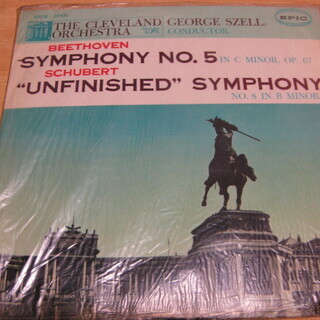 THE CLEVELAND ORCHESTRA
GEORGE SZELL
CONDUCTOR
EPIC
BEETHOVEN
SYMPHONY NO. 5 IN C MINOR, OP. 67
SCHUBERT
"UNFINISHED" SYMPHONY
NO. 8 IN B MINOR